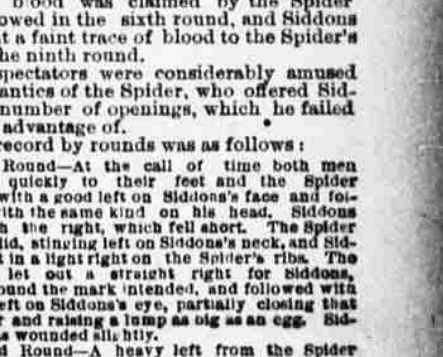 blood was claimed by the Spider
owed in the sixth round, and Siddons
t a faint trace of blood to the Spider's
he ninth round.
spectators were considerably amused
antics of the Spider, who offered Sid-
number of openings, which he failed
advantage of.
record by rounds was as follows:
Round—At the call of time both men
quickly to their feet and the Spider
with a good left on Siddons's face and fol-
ith the same kind on his head. Siddons
h the right, which fell short. The Spider
lid, stinging left on Siddons's neck, and Sid-
t in a light right on the Spider's ribs. The
let out a straight right for Siddons,
ound the mark intended, and followed with
eft on Siddons's eye, partially closing that
r and raising a lump as big as an egg. Sid-
s wounded slightly.
d Round—A heavy left from the Spider